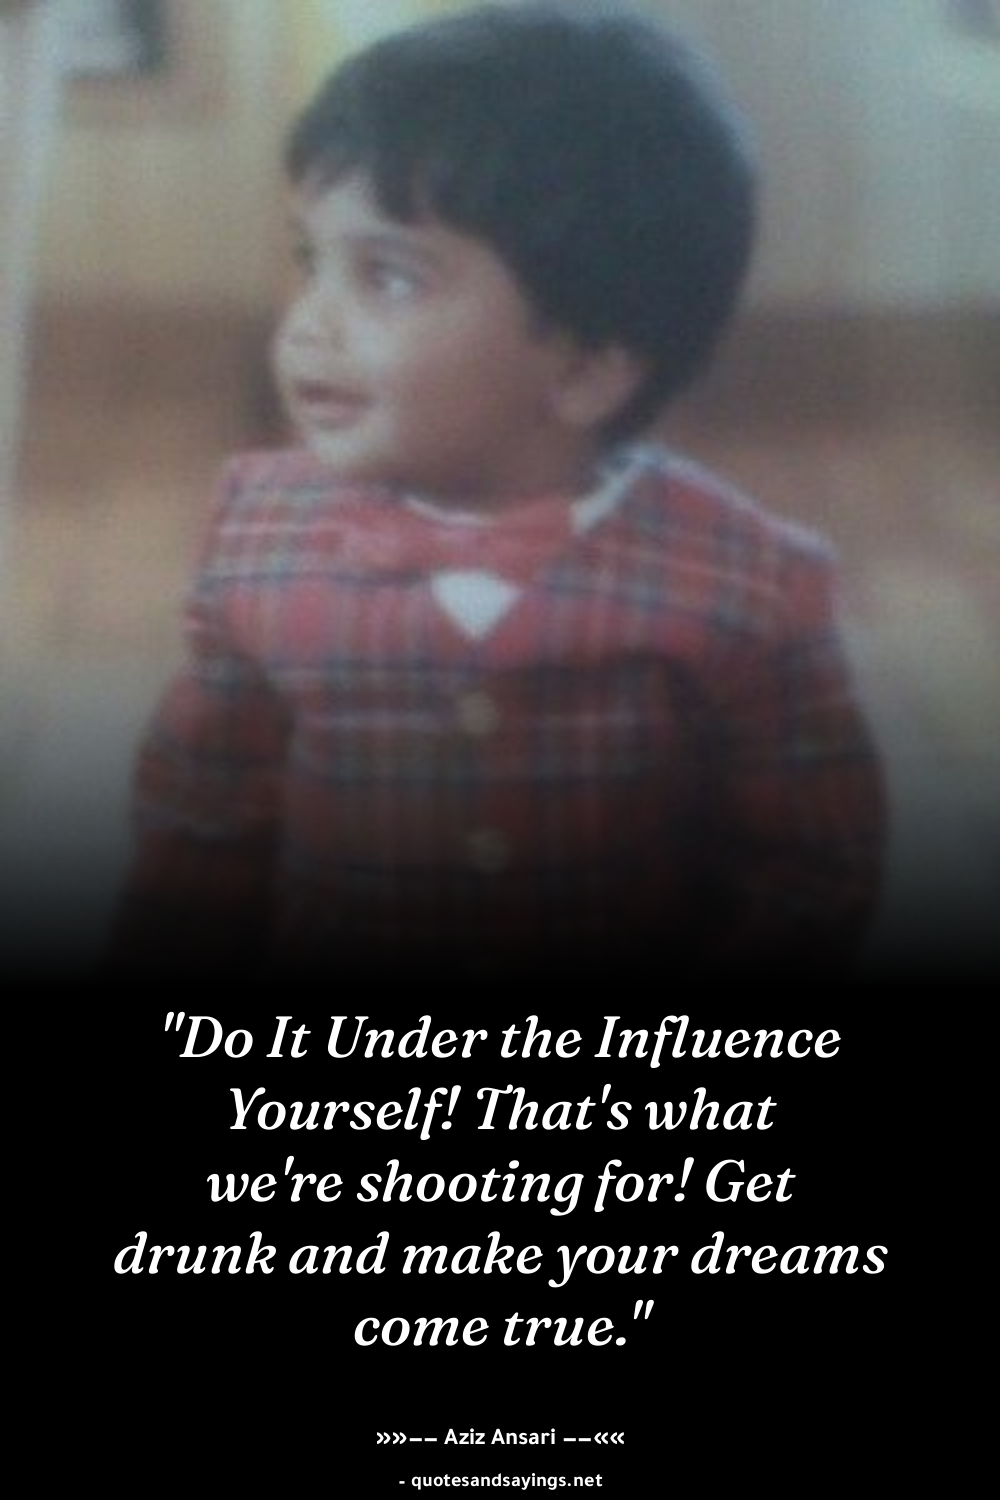 "Do It Under the Influence
Yourself! That's what
we're shooting for! Get
drunk and make your dreams
come true."
»»–– Aziz Ansari ––««
- quotesandsayings.net